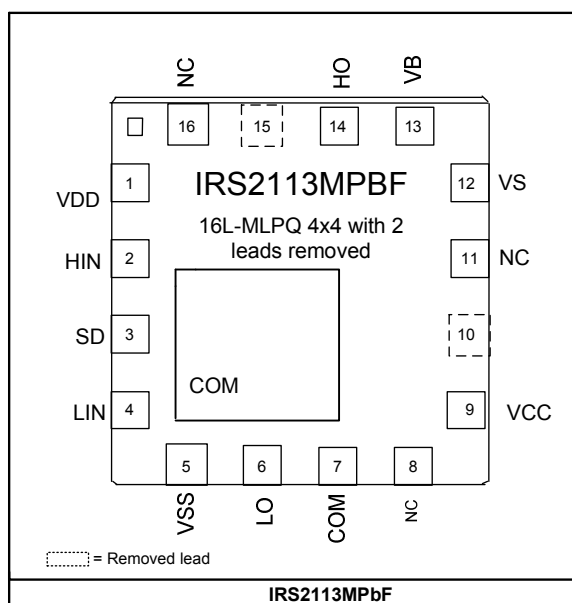 NC
HO
VB
16
15
14
13
VDD
1
IRS2113MPBF
12
VS
16L-MLPQ 4x4 with 2
leads removed
HIN
2
11
NC
SD
3
10
COM
LIN
4
9
VCC
5
6
7
8
VSS
LO
COM
NC
= Removed lead
IRS2113MPbF